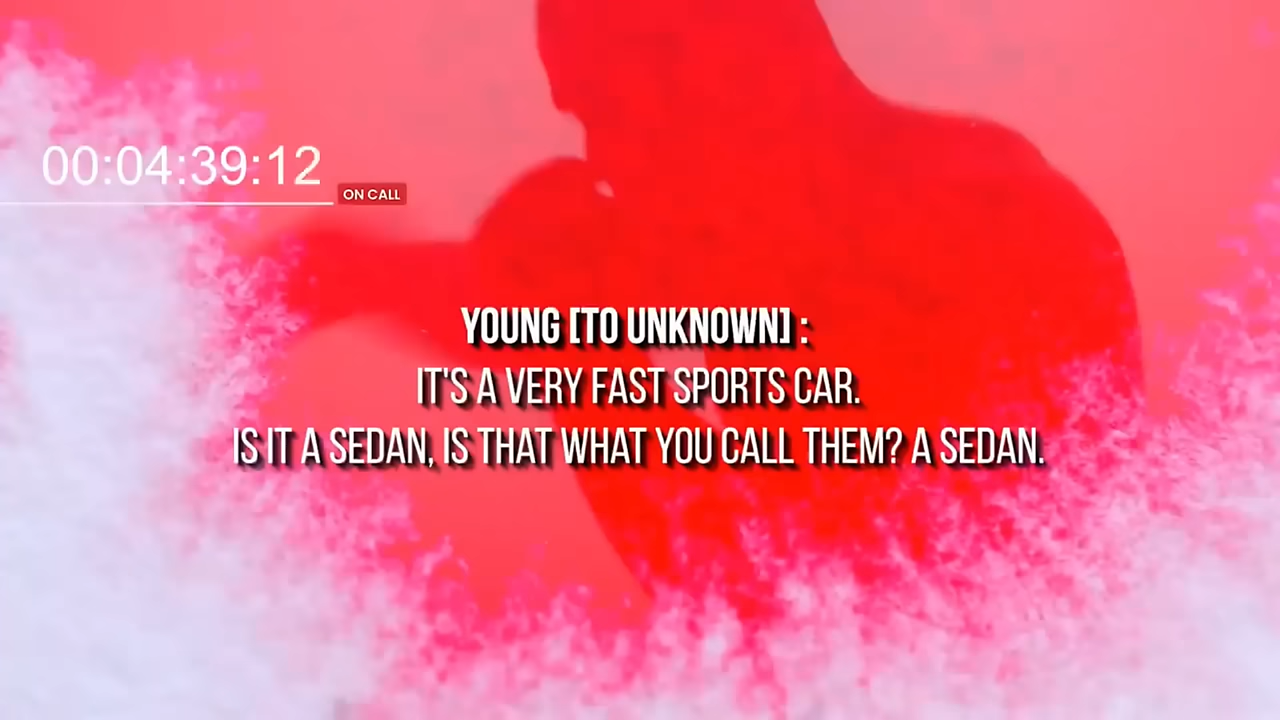 00:04:39:12
ON CALL
YOUNG [TO UNKNOWN] :
IT'S A VERY FAST SPORTS CAR.
IS IT A SEDAN, IS THAT WHAT YOU CALL THEM? A SEDAN.